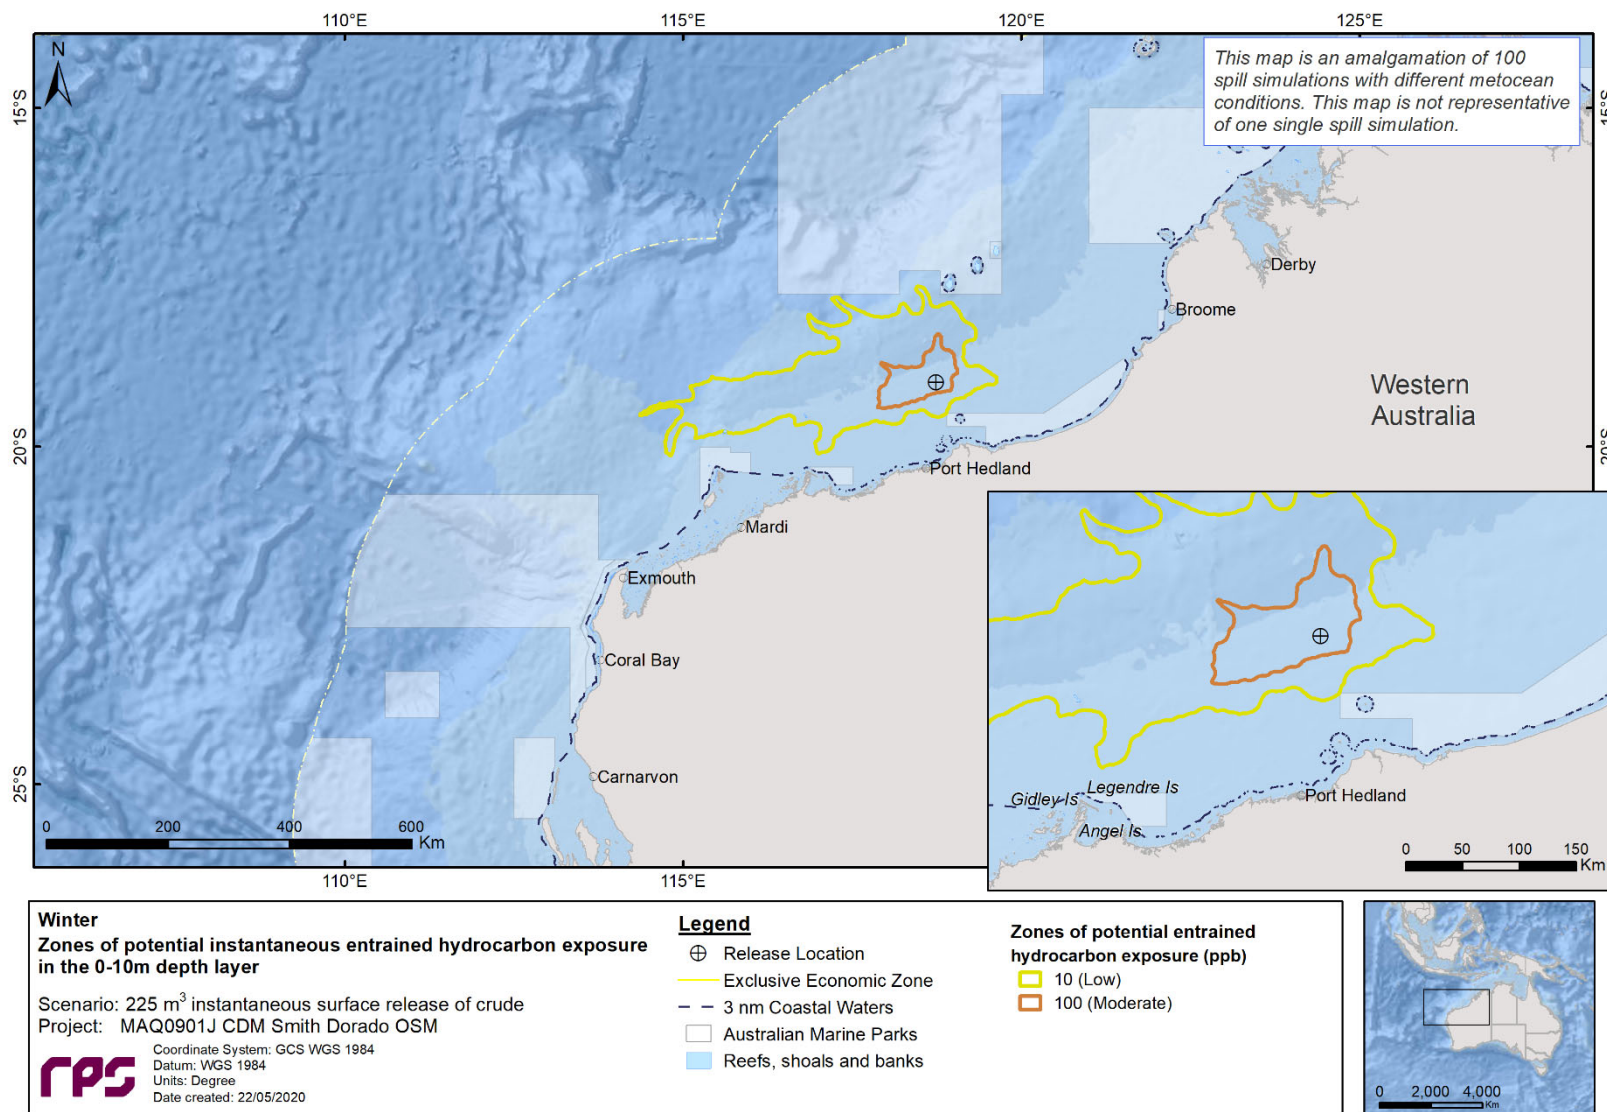 110°E
115°E
120°E
125°E
N
This map is an amalgamation of 100
spill simulations with different metocean
conditions. This map is not representative
of one single spill simulation.
15°S
15°S
Derby
Broome
Western
Australia
20°S
20°S
Port Hedland
Mardi
Exmouth
Coral Bay
25°S
Carnarvon
0 200 400 600
Km
Legendre Is
Gidley Is
Port Hedland
Angel Is
0 50 100 150
Km
110°E
115°E
Winter
Zones of potential instantaneous entrained hydrocarbon exposure
in the 0-10m depth layer
Scenario: 225 m³ instantaneous surface release of crude
Project: MAQ0901J CDM Smith Dorado OSM
rps
Coordinate System: GCS WGS 1984
Datum: WGS 1984
Units: Degree
Date created: 22/05/2020
Legend
Release Location
Exclusive Economic Zone
3 nm Coastal Waters
Australian Marine Parks
Reefs, shoals and banks
Zones of potential entrained
hydrocarbon exposure (ppb)
10 (Low)
100 (Moderate)
0 2,000 4,000
Km